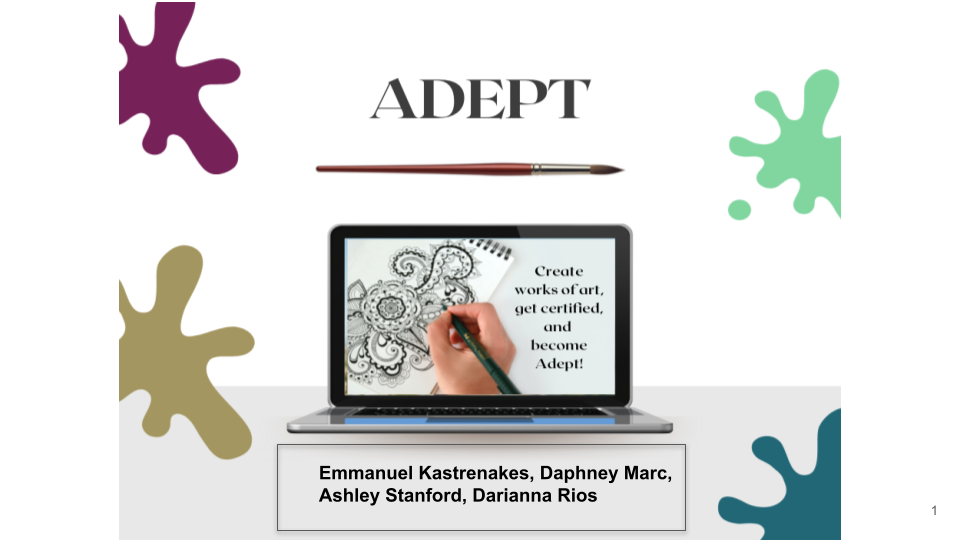 ADEPT
Create
works of art,
get certified,
and
become
Adept!
Emmanuel Kastrenakes, Daphney Marc,
Ashley Stanford, Darianna Rios
1